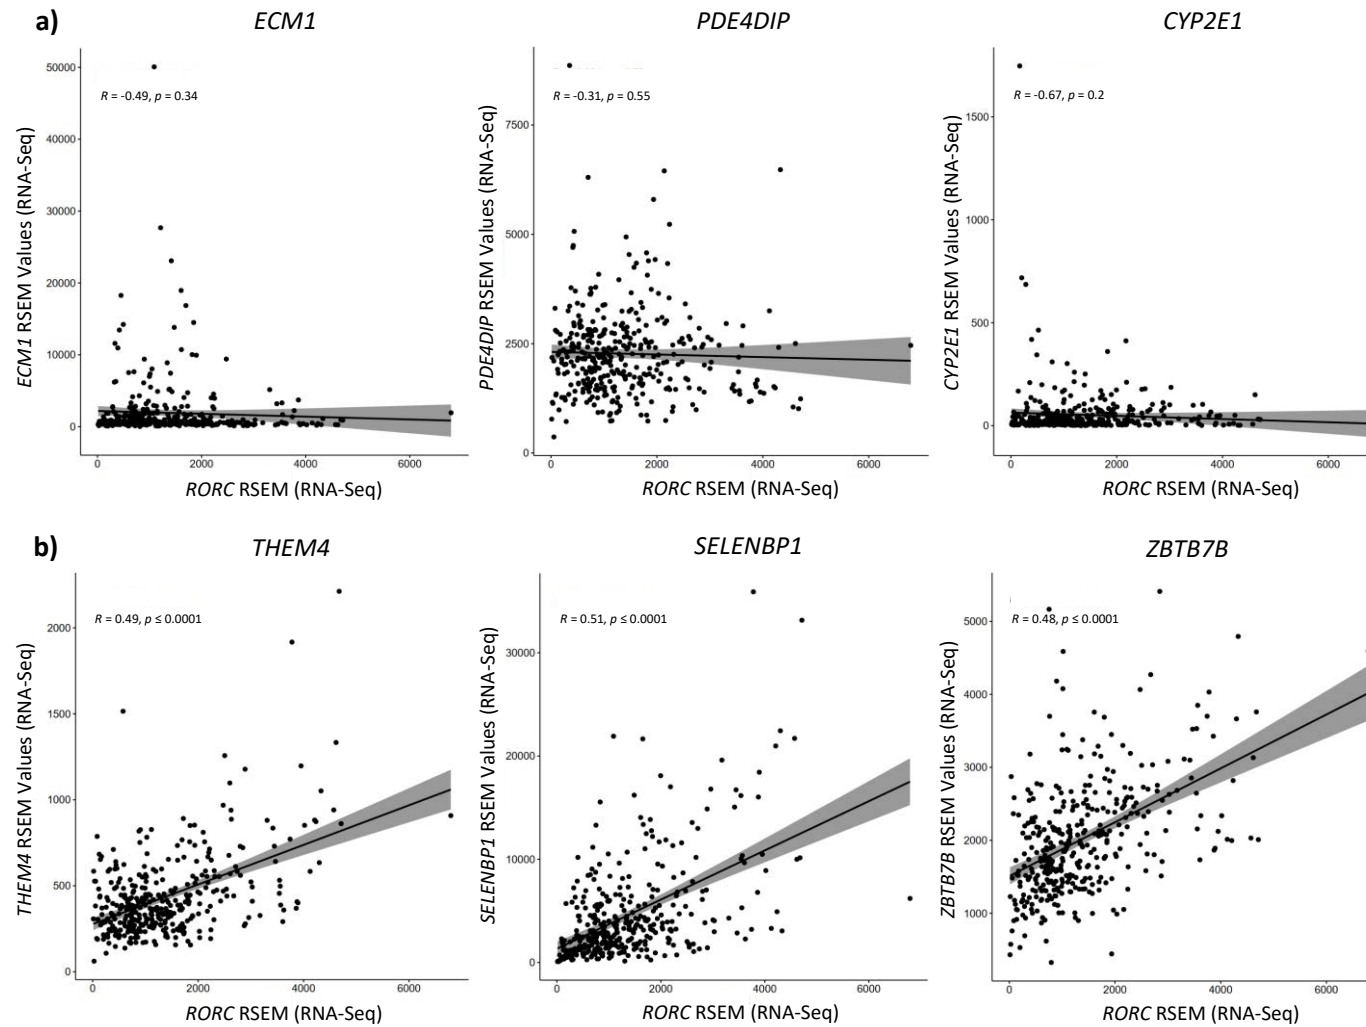 a)
ECM1
PDE4DIP
CYP2E1
R = -0.49, p = 0.34
R = -0.31, p = 0.55
R = -0.67, p = 0.2
ECM1 RSEM Values (RNA-Seq)
50000
40000
30000
20000
10000
0
0 2000 4000 6000
RORC RSEM (RNA-Seq)
PDE4DIP RSEM Values (RNA-Seq)
7500
5000
2500
0
0 2000 4000 6000
RORC RSEM (RNA-Seq)
CYP2E1 RSEM Values (RNA-Seq)
1500
1000
500
0
0 2000 4000 6000
RORC RSEM (RNA-Seq)
b)
THEM4
SELENBP1
ZBTB7B
R = 0.49, p ≤ 0.0001
R = 0.51, p ≤ 0.0001
R = 0.48, p ≤ 0.0001
THEM4 RSEM Values (RNA-Seq)
2000
1500
1000
500
0
0 2000 4000 6000
RORC RSEM (RNA-Seq)
SELENBP1 RSEM Values (RNA-Seq)
30000
20000
10000
0
0 2000 4000 6000
RORC RSEM (RNA-Seq)
ZBTB7B RSEM Values (RNA-Seq)
5000
4000
3000
2000
1000
0 2000 4000 6000
RORC RSEM (RNA-Seq)